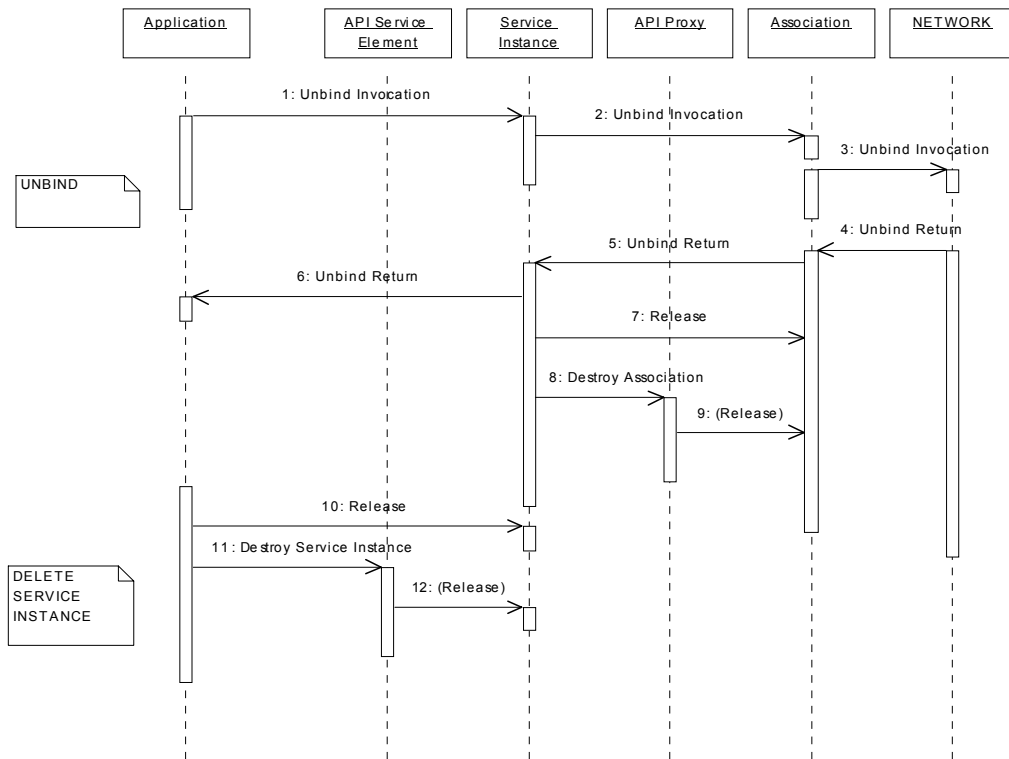 Application
API Service
Element
Service
Instance
API Proxy
Association
NETWORK
1: Unbind Invocation
2: Unbind Invocation
3: Unbind Invocation
UNBIND
4: Unbind Return
5: Unbind Return
6: Unbind Return
7: Release
8: Destroy Association
9: (Release)
10: Release
11: Destroy Service Instance
DELETE
SERVICE
INSTANCE
12: (Release)